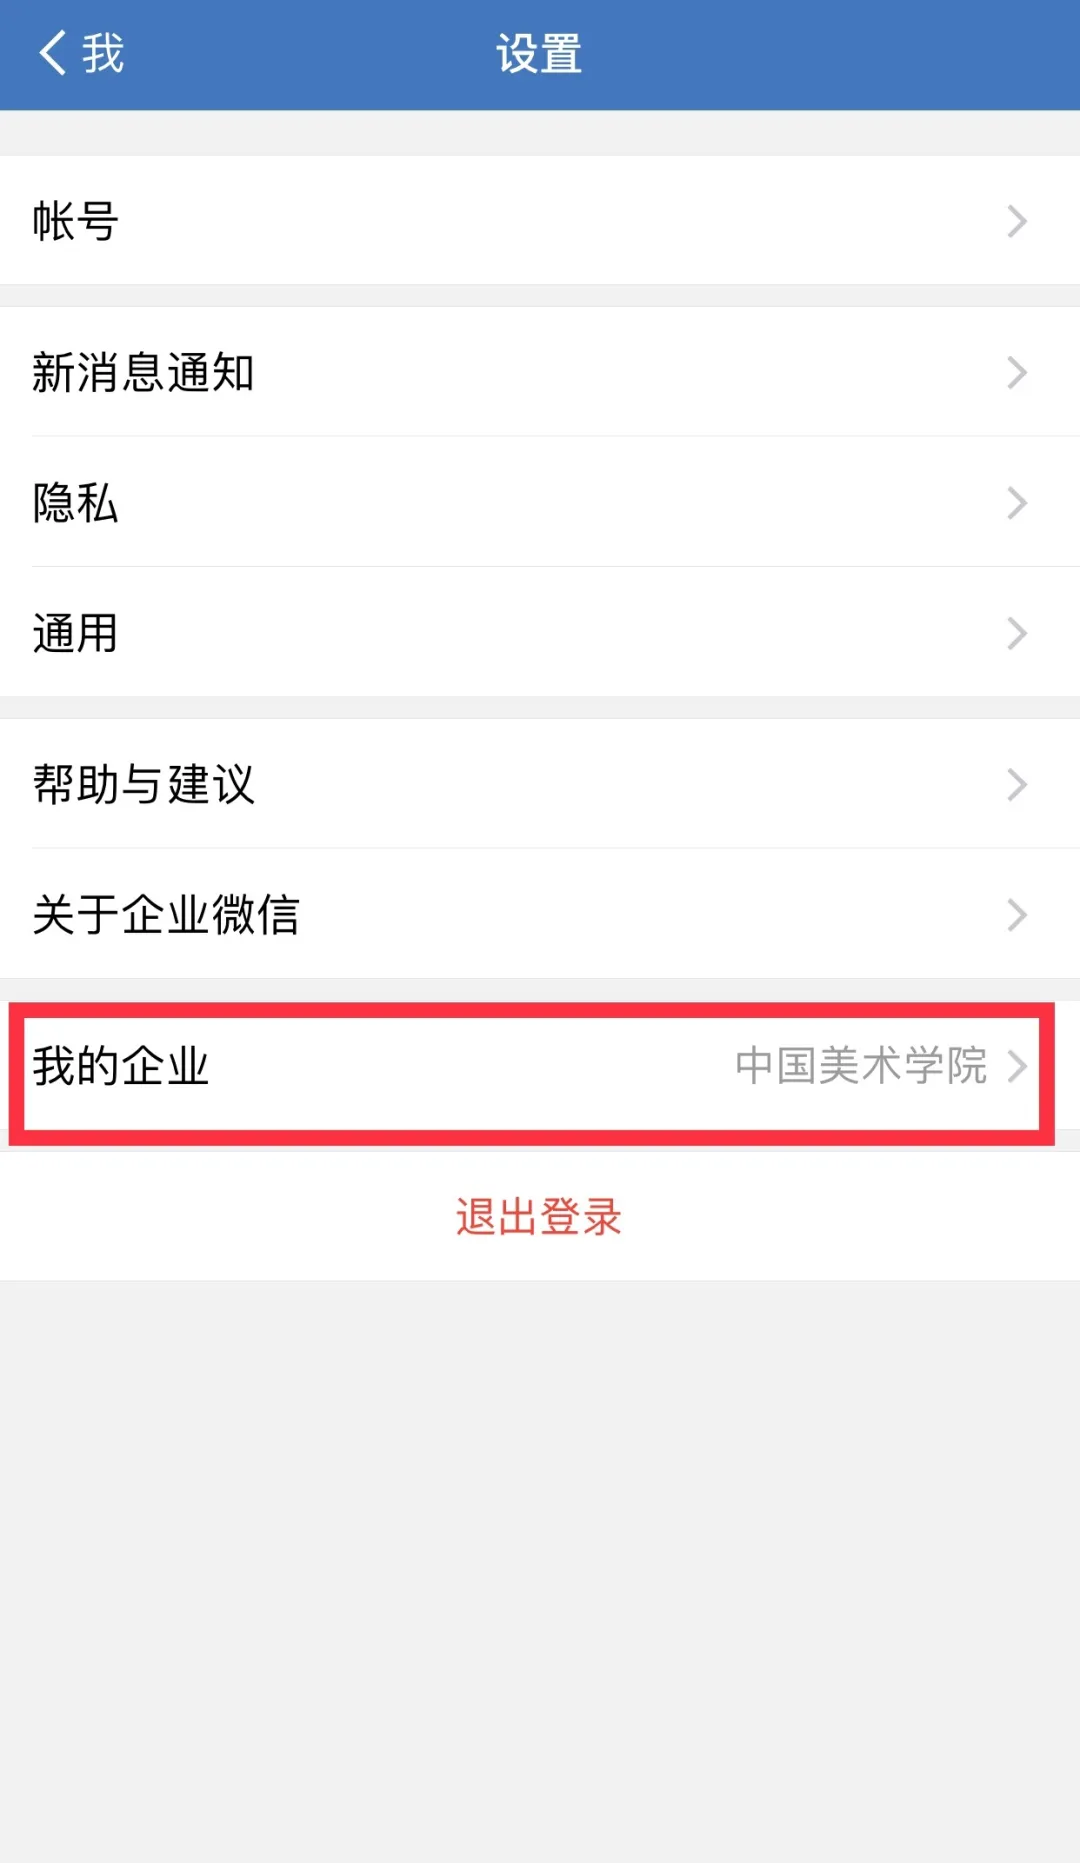 我
设置
帐号
新消息通知
隐私
通用
帮助与建议
关于企业微信
我的企业 中国美术学院
退出登录